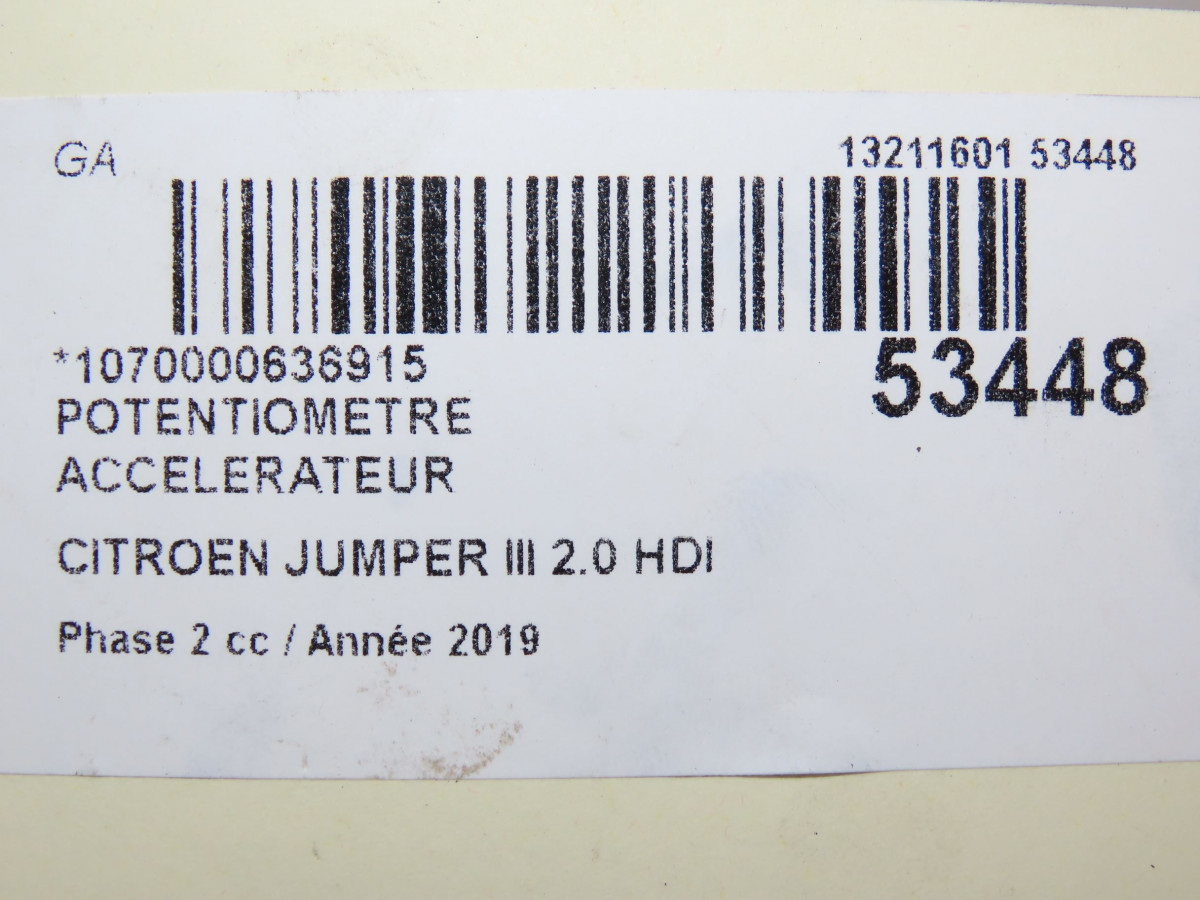 GA
13211601 53448
*1070000636915
53448
POTENTIOMETRE
ACCELERATEUR
CITROEN JUMPER III 2.0 HDI
Phase 2 cc / Année 2019